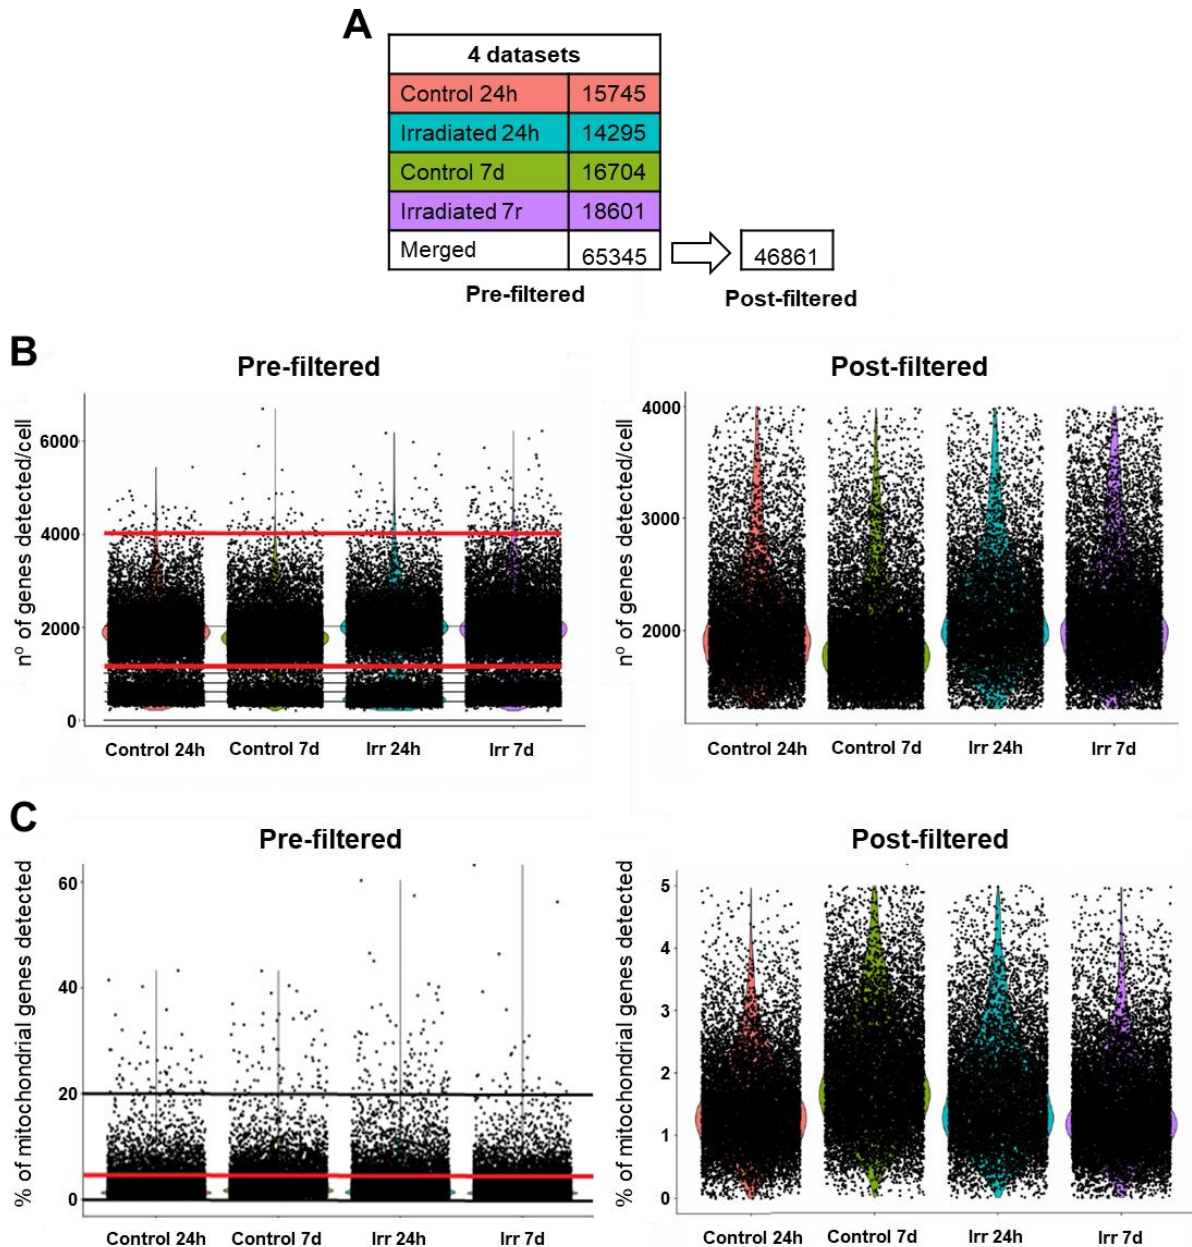 A
4 datasets
Control 24h 15745
Irradiated 24h 14295
Control 7d 16704
Irradiated 7r 18601
Merged 65345
46861
Pre-filtered
Post-filtered
B
Pre-filtered
nº of genes detected/cell
6000
4000
2000
0
Control 24h Control 7d Irr 24h Irr 7d
Post-filtered
nº of genes detected/cell
4000
3000
2000
Control 24h Control 7d Irr 24h Irr 7d
C
Pre-filtered
% of mitochondrial genes detected
60
40
20
0
Control 24h Control 7d Irr 24h Irr 7d
Post-filtered
% of mitochondrial genes detected
5
4
3
2
1
0
Control 24h Control 7d Irr 24h Irr 7d